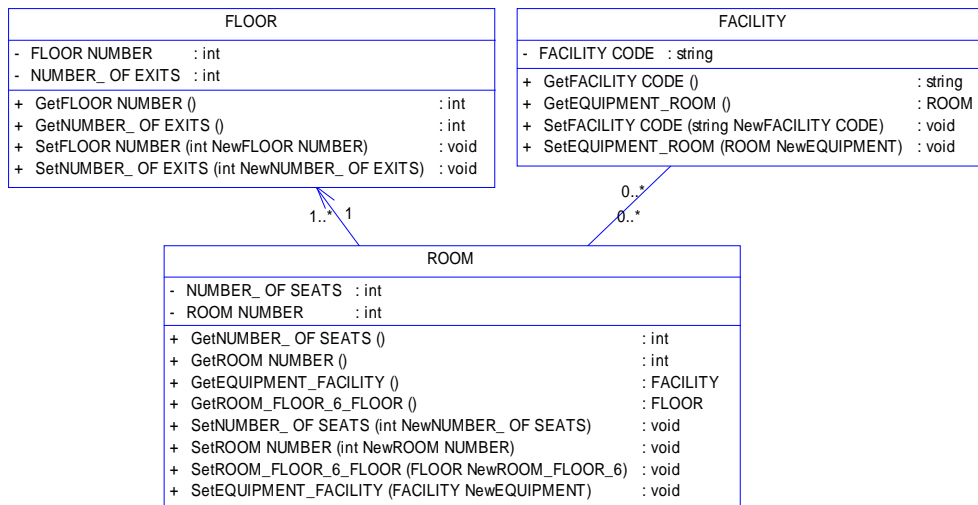 FLOOR
- FLOOR NUMBER : int
- NUMBER_ OF EXITS : int
+ GetFLOOR NUMBER () : int
+ GetNUMBER_ OF EXITS () : int
+ SetFLOOR NUMBER (int NewFLOOR NUMBER) : void
+ SetNUMBER_ OF EXITS (int NewNUMBER_ OF EXITS) : void
FACILITY
- FACILITY CODE : string
+ GetFACILITY CODE () : string
+ GetEQUIPMENT_ROOM () : ROOM
+ SetFACILITY CODE (string NewFACILITY CODE) : void
+ SetEQUIPMENT_ROOM (ROOM NewEQUIPMENT) : void
1..* 1
0..*
0..*
ROOM
- NUMBER_ OF SEATS : int
- ROOM NUMBER : int
+ GetNUMBER_ OF SEATS () : int
+ GetROOM NUMBER () : int
+ GetEQUIPMENT_FACILITY () : FACILITY
+ GetROOM_FLOOR_6_FLOOR () : FLOOR
+ SetNUMBER_ OF SEATS (int NewNUMBER_ OF SEATS) : void
+ SetROOM NUMBER (int NewROOM NUMBER) : void
+ SetROOM_FLOOR_6_FLOOR (FLOOR NewROOM_FLOOR_6) : void
+ SetEQUIPMENT_FACILITY (FACILITY NewEQUIPMENT) : void